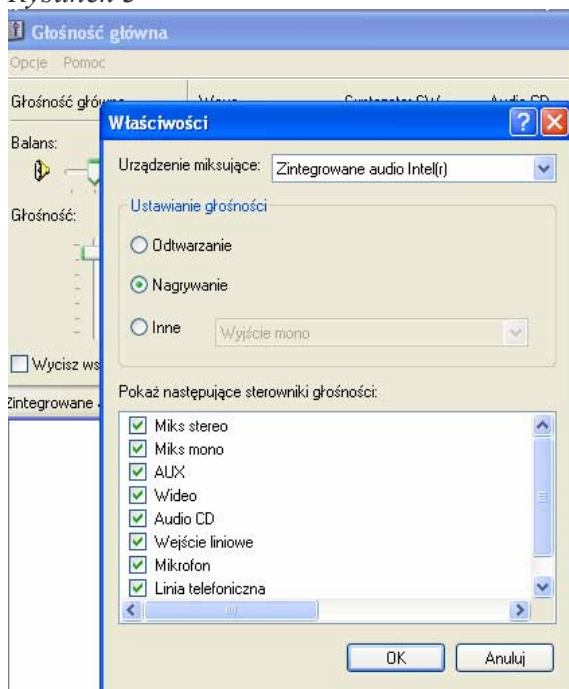 Głośność główna
Opcje Pomoc
Głośność
Balans:
Głośność:
Wycisz
Zintegrowane
Właściwości
Urządzenie miksujące: Zintegrowane audio Intel(r)
Ustawianie głośności
Odtwarzanie
Nagrywanie
Inne Wyjście mono
Pokaż następujące sterowniki głośności:
Miks stereo
Miks mono
AUX
Wideo
Audio CD
Wejście liniowe
Mikrofon
Linia telefoniczna
OK Anuluj